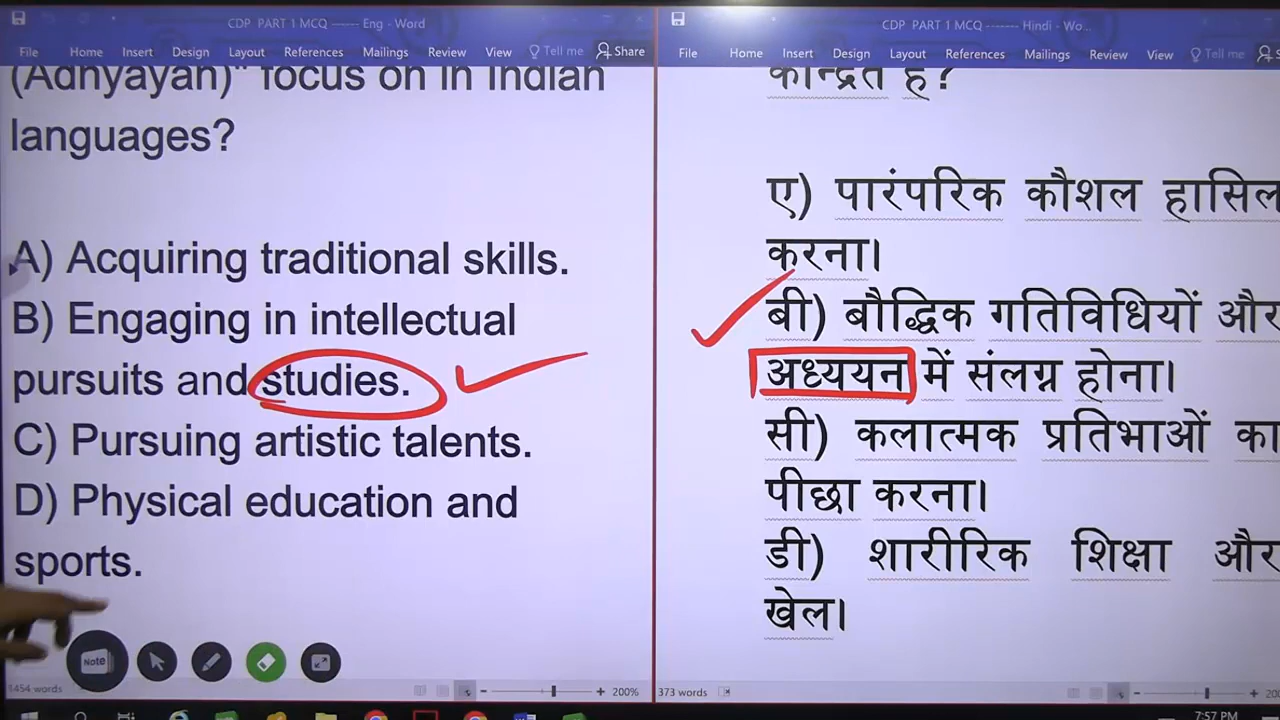 CDP PART 1 MCQ ------- Eng - Word
File Home Insert Design Layout References Mailings Review View Tell me Share
(Adhyayan)" focus on in Indian
languages?
A) Acquiring traditional skills.
B) Engaging in intellectual
pursuits and studies.
C) Pursuing artistic talents.
D) Physical education and
sports.
Note
1454 words
200%
CDP PART 1 MCQ ------- Hindi - Wo...
File Home Insert Design Layout References Mailings Review View Tell me
केन्द्रित है?
ए) पारंपरिक कौशल हासिल
करना।
बी) बौद्धिक गतिविधियों और
अध्ययन में संलग्न होना।
सी) कलात्मक प्रतिभाओं का
पीछा करना।
डी) शारीरिक शिक्षा और
खेल।
373 words
7:57 PM